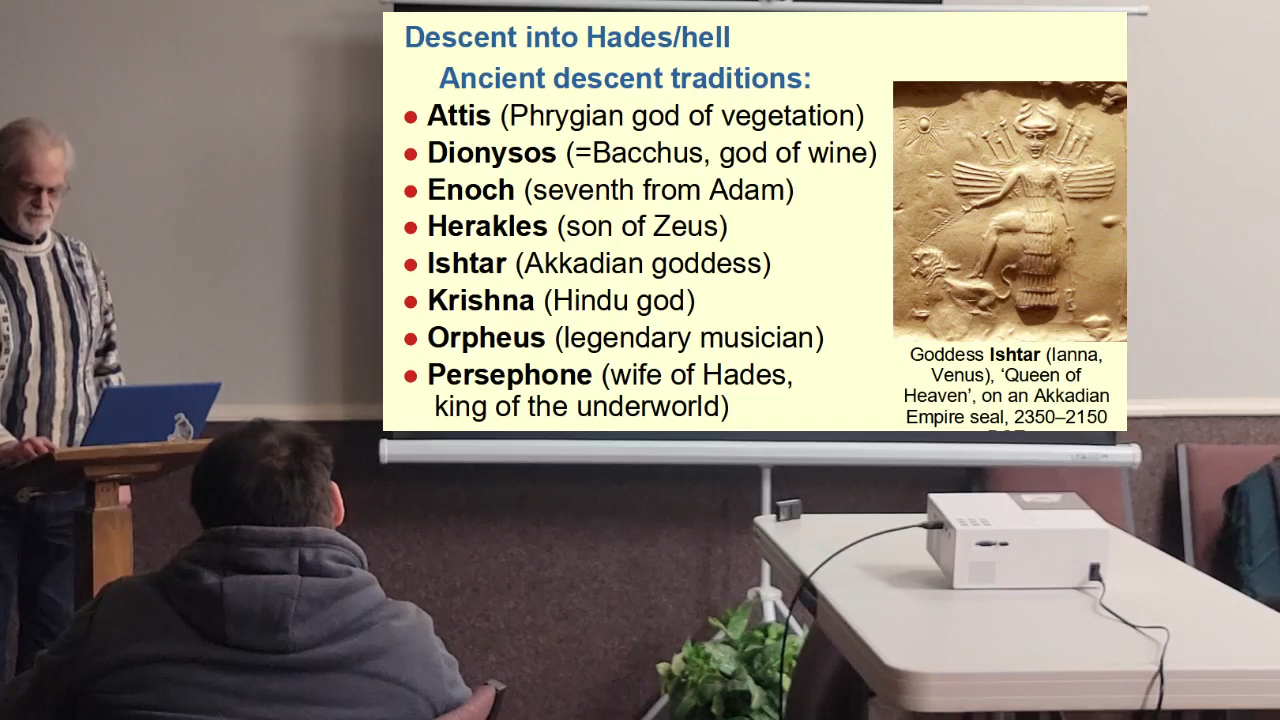 Descent into Hades/hell
Ancient descent traditions:
• Attis (Phrygian god of vegetation)
• Dionysos (=Bacchus, god of wine)
• Enoch (seventh from Adam)
• Herakles (son of Zeus)
• Ishtar (Akkadian goddess)
• Krishna (Hindu god)
• Orpheus (legendary musician)
• Persephone (wife of Hades,
king of the underworld)
Goddess Ishtar (Ianna,
Venus), ‘Queen of
Heaven’, on an Akkadian
Empire seal, 2350–2150